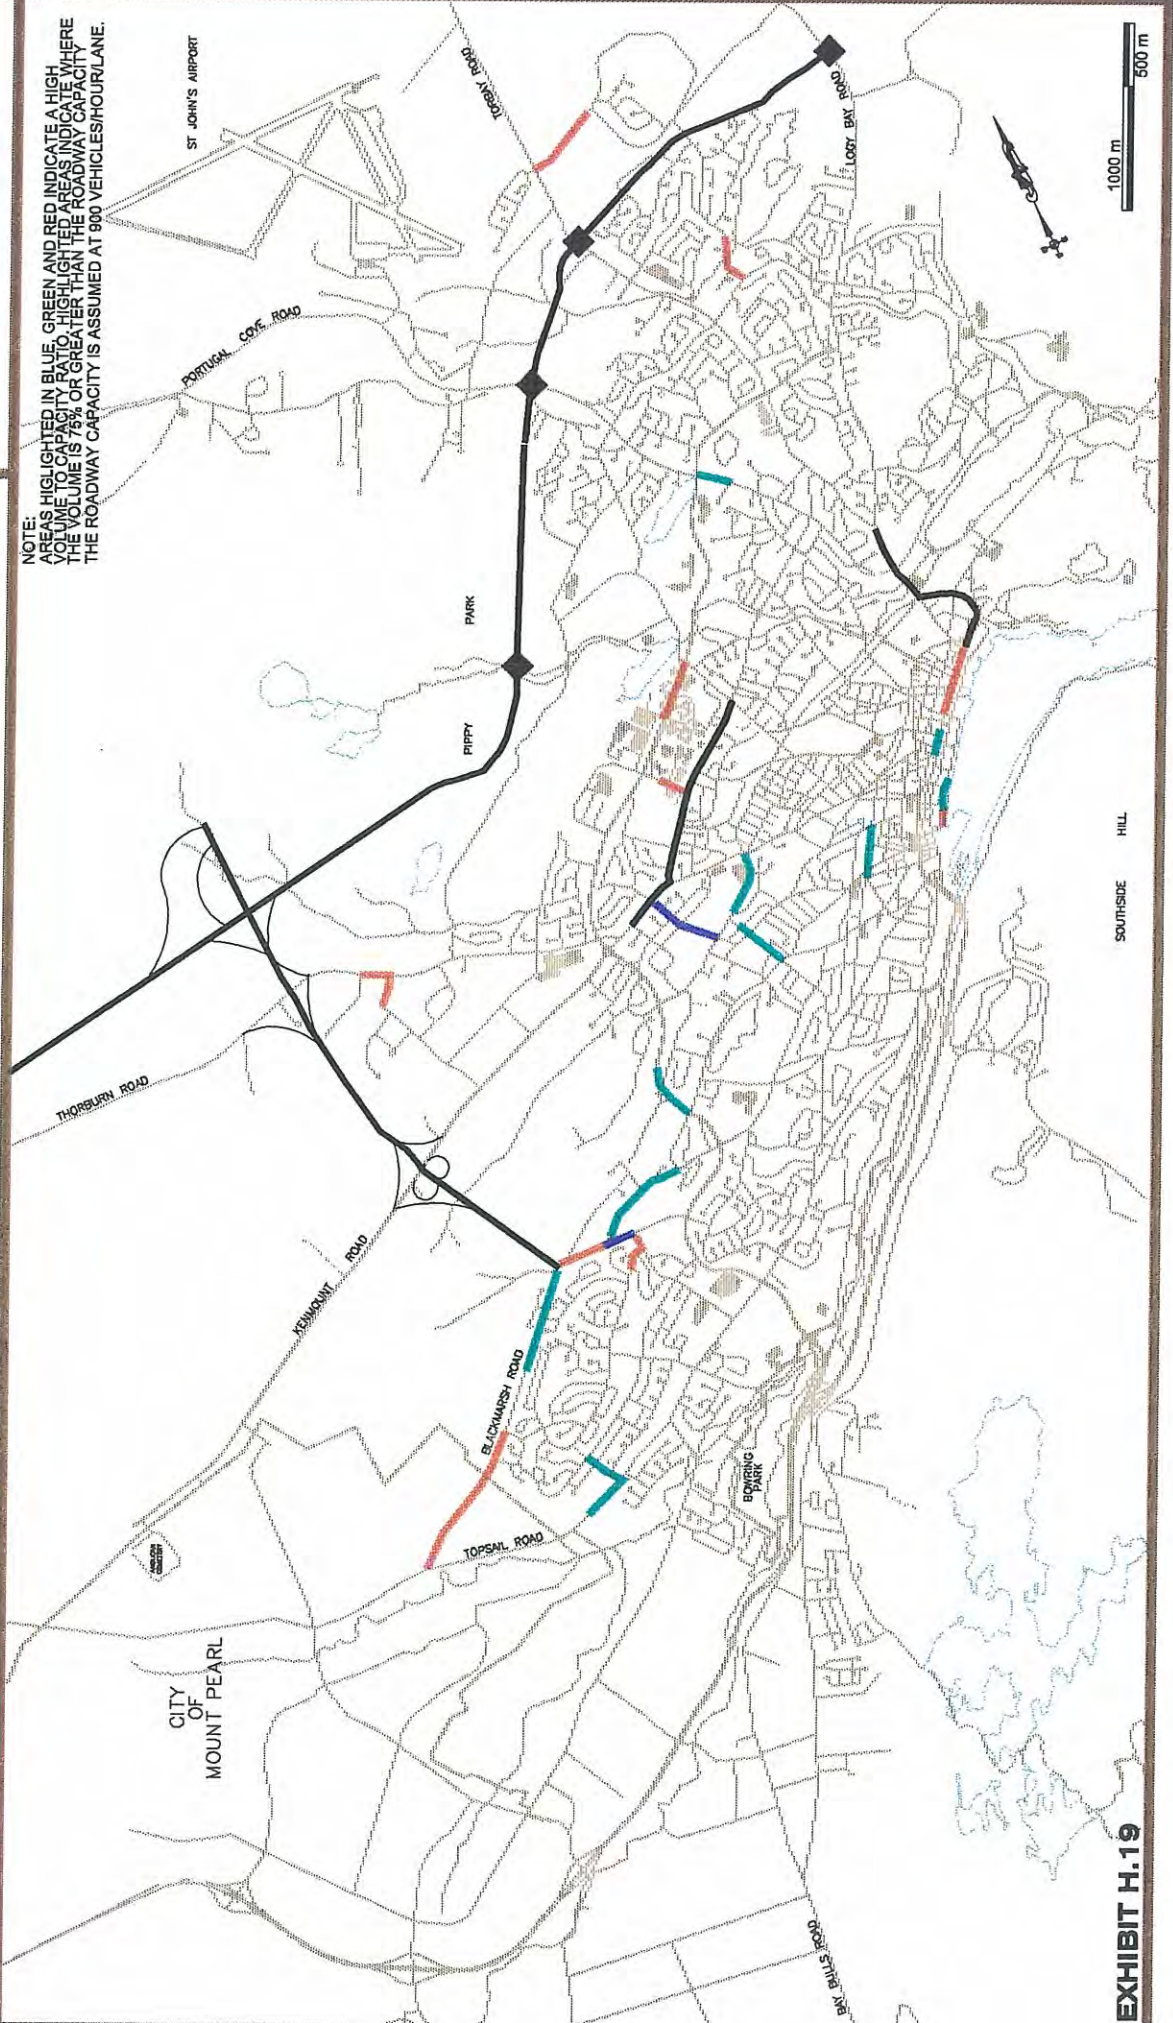 NOTE:
AREAS HIGLIGHTED IN BLUE, GREEN AND RED INDICATE A HIGH
VOLUME TO CAPACITY RATIO. HIGHLIGHTED AREAS INDICATE WHERE
THE VOLUME IS 75% OR GREATER THAN THE ROADWAY CAPACITY
THE ROADWAY CAPACITY IS ASSUMED AT 900 VEHICLES/HOUR/LANE.
ST JOHN'S AIRPORT
TORBAY ROAD
LOGY BAY ROAD
1000 m
500 m
PORTUGAL COVE ROAD
PIPPY PARK
THORBURN ROAD
SOUTHSIDE HILL
KENMOUNT ROAD
BLACKMARSH ROAD
BOWRING
PARK
TOPSAIL ROAD
CITY
OF
MOUNT PEARL
BAY BULLS ROAD
EXHIBIT H.19